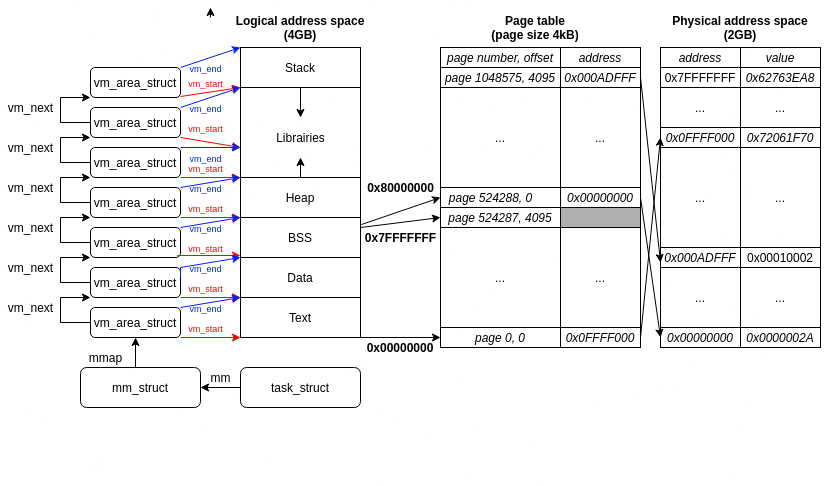 Logical address space
(4GB)
Page table
(page size 4kB)
Physical address space
(2GB)
vm_area_struct
vm_area_struct
vm_area_struct
vm_area_struct
vm_area_struct
vm_area_struct
vm_area_struct
vm_next
vm_next
vm_next
vm_next
vm_next
vm_next
vm_end
vm_start
vm_end
vm_start
vm_end
vm_start
vm_end
vm_start
vm_end
vm_start
vm_end
vm_start
vm_end
vm_start
Stack
Librairies
Heap
BSS
Data
Text
0x80000000
0x7FFFFFFF
0x00000000
page number, offset
address
page 1048575, 4095
0x000ADFFF
...
...
page 524288, 0
0x00000000
page 524287, 4095
...
...
page 0, 0
0x0FFFF000
address
value
0x7FFFFFFF
0x62763EA8
...
...
0x0FFFF000
0x72061F70
...
...
0x000ADFFF
0x00010002
...
...
0x00000000
0x0000002A
mmap
mm_struct
mm
task_struct